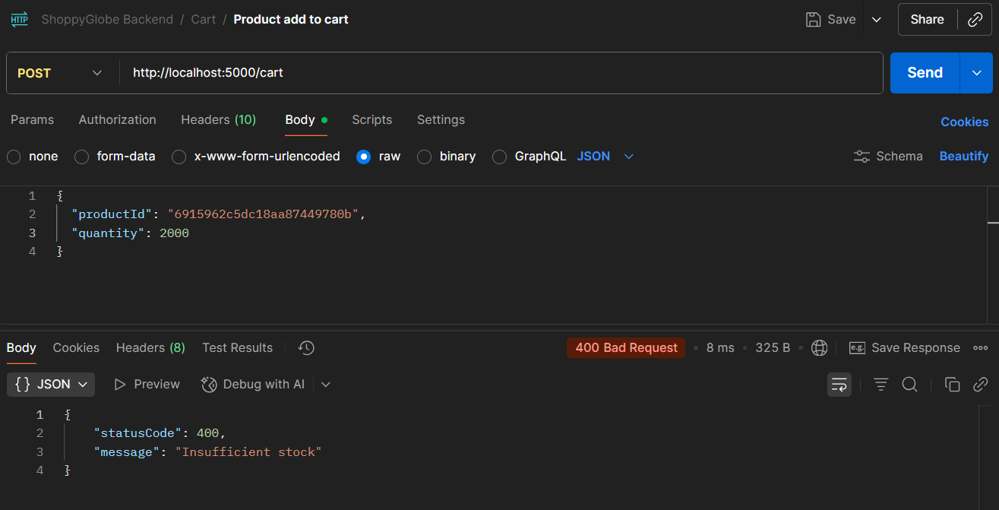 HTTP ShoppyGlobe Backend / Cart / Product add to cart Save Share
POST http://localhost:5000/cart Send
Params Authorization Headers (10) Body Scripts Settings Cookies
none form-data x-www-form-urlencoded raw binary GraphQL JSON Schema Beautify
1 {
2 "productId": "6915962c5dc18aa87449780b",
3 "quantity": 2000
4 }
Body Cookies Headers (8) Test Results 400 Bad Request • 8 ms • 325 B • e.g. Save Response
{} JSON Preview Debug with AI
1 {
2 "statusCode": 400,
3 "message": "Insufficient stock"
4 }